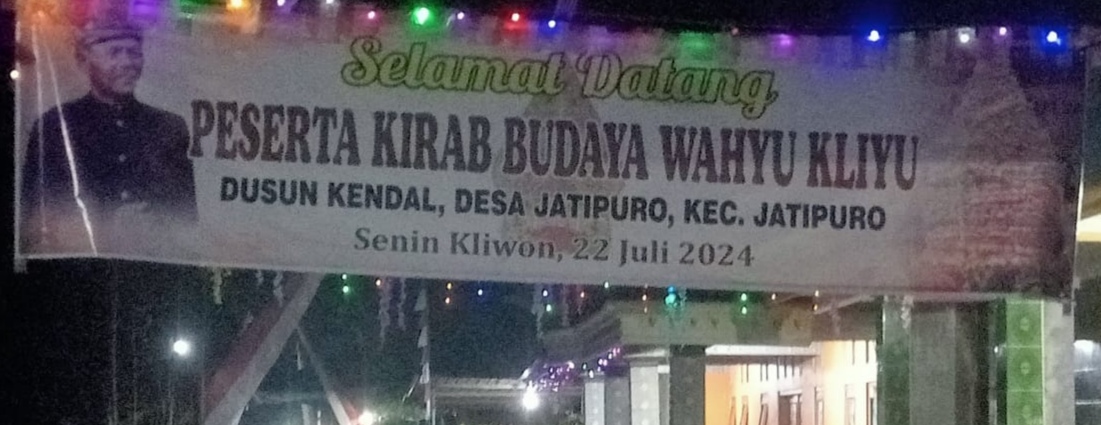 Selamat Datang
PESERTA KIRAB BUDAYA WAHYU KLIYU
DUSUN KENDAL, DESA JATIPURO, KEC. JATIPURO
Senin Kliwon, 22 Juli 2024